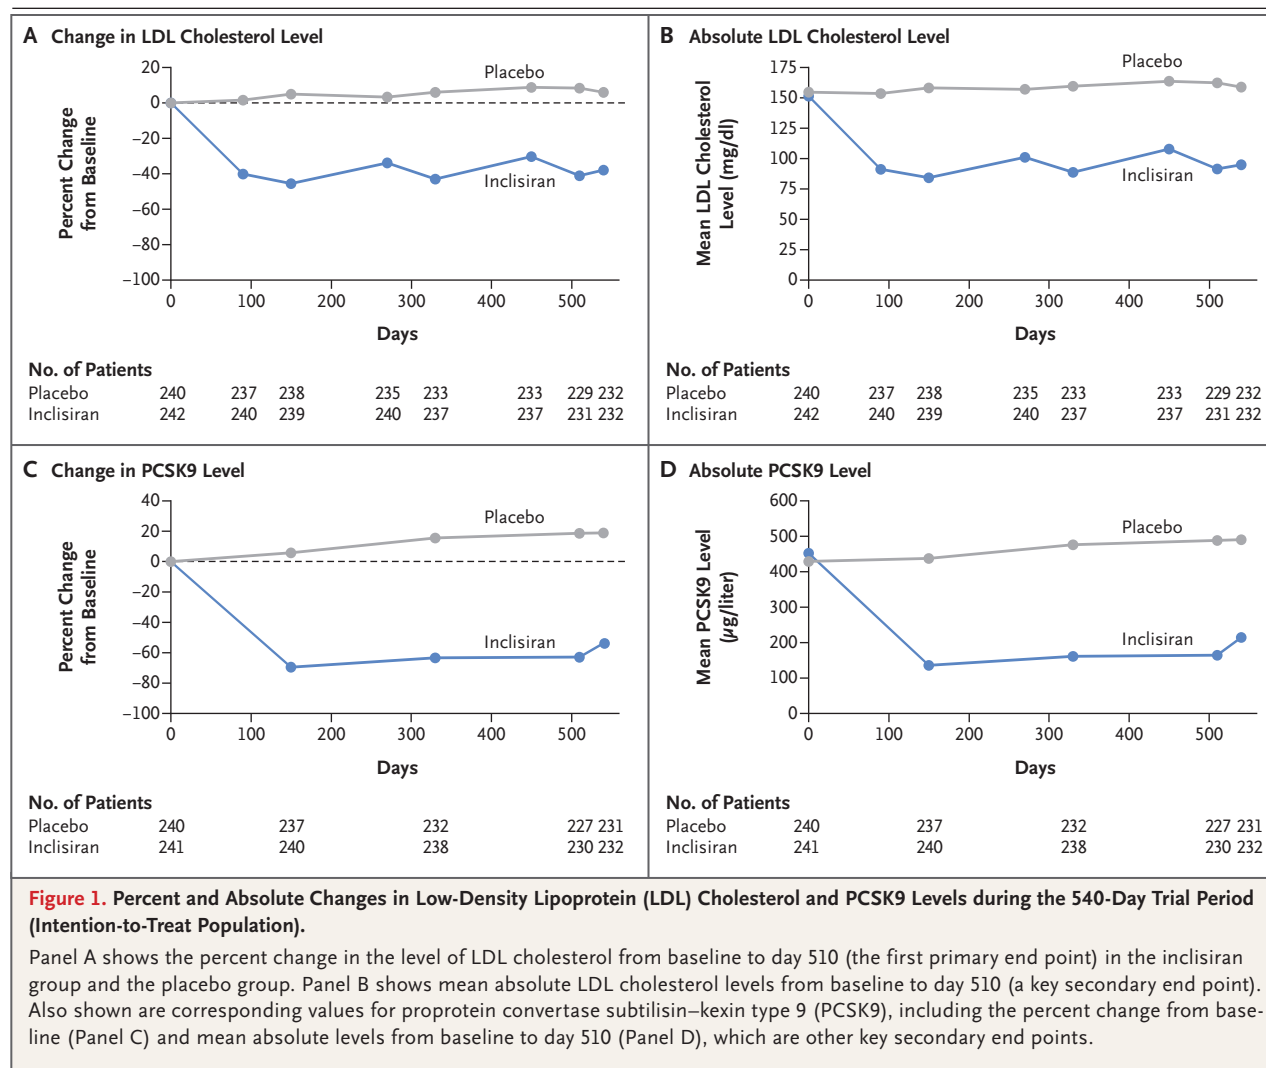 A Change in LDL Cholesterol Level
Percent Change
from Baseline
20
0
−20
−40
−60
−80
−100
Placebo
Inclisiran
0 100 200 300 400 500
Days
No. of Patients
Placebo 240 237 238 235 233 233 229 232
Inclisiran 242 240 239 240 237 237 231 232
B Absolute LDL Cholesterol Level
Mean LDL Cholesterol
Level (mg/dl)
175
150
125
100
75
50
25
0
Placebo
Inclisiran
0 100 200 300 400 500
Days
No. of Patients
Placebo 240 237 238 235 233 233 229 232
Inclisiran 242 240 239 240 237 237 231 232
C Change in PCSK9 Level
Percent Change
from Baseline
40
20
0
−20
−40
−60
−80
−100
Placebo
Inclisiran
0 100 200 300 400 500
Days
No. of Patients
Placebo 240 237 232 227 231
Inclisiran 241 240 238 230 232
D Absolute PCSK9 Level
Mean PCSK9 Level
(µg/liter)
600
500
400
300
200
100
0
Placebo
Inclisiran
0 100 200 300 400 500
Days
No. of Patients
Placebo 240 237 232 227 231
Inclisiran 241 240 238 230 232
Figure 1. Percent and Absolute Changes in Low-Density Lipoprotein (LDL) Cholesterol and PCSK9 Levels during the 540-Day Trial Period
(Intention-to-Treat Population).
Panel A shows the percent change in the level of LDL cholesterol from baseline to day 510 (the first primary end point) in the inclisiran
group and the placebo group. Panel B shows mean absolute LDL cholesterol levels from baseline to day 510 (a key secondary end point).
Also shown are corresponding values for proprotein convertase subtilisin–kexin type 9 (PCSK9), including the percent change from base-
line (Panel C) and mean absolute levels from baseline to day 510 (Panel D), which are other key secondary end points.